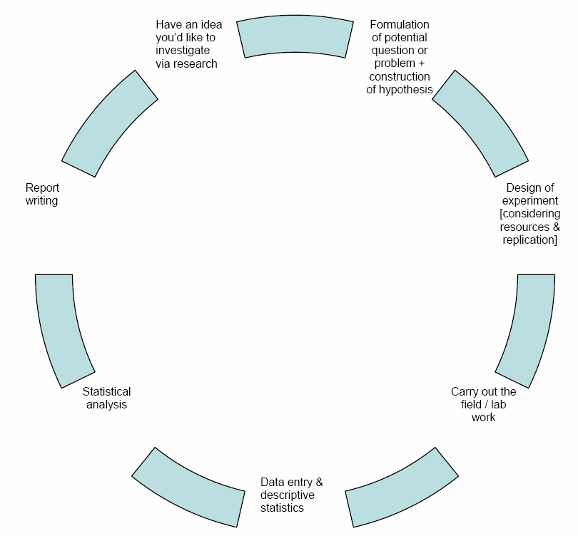 Have an idea
you'd like to
investigate
via research
Formulation
of potential
question or
problem +
construction
of hypothesis
Design of
experiment
[considering
resources &
replication]
Carry out the
field / lab
work
Data entry &
descriptive
statistics
Statistical
analysis
Report
writing